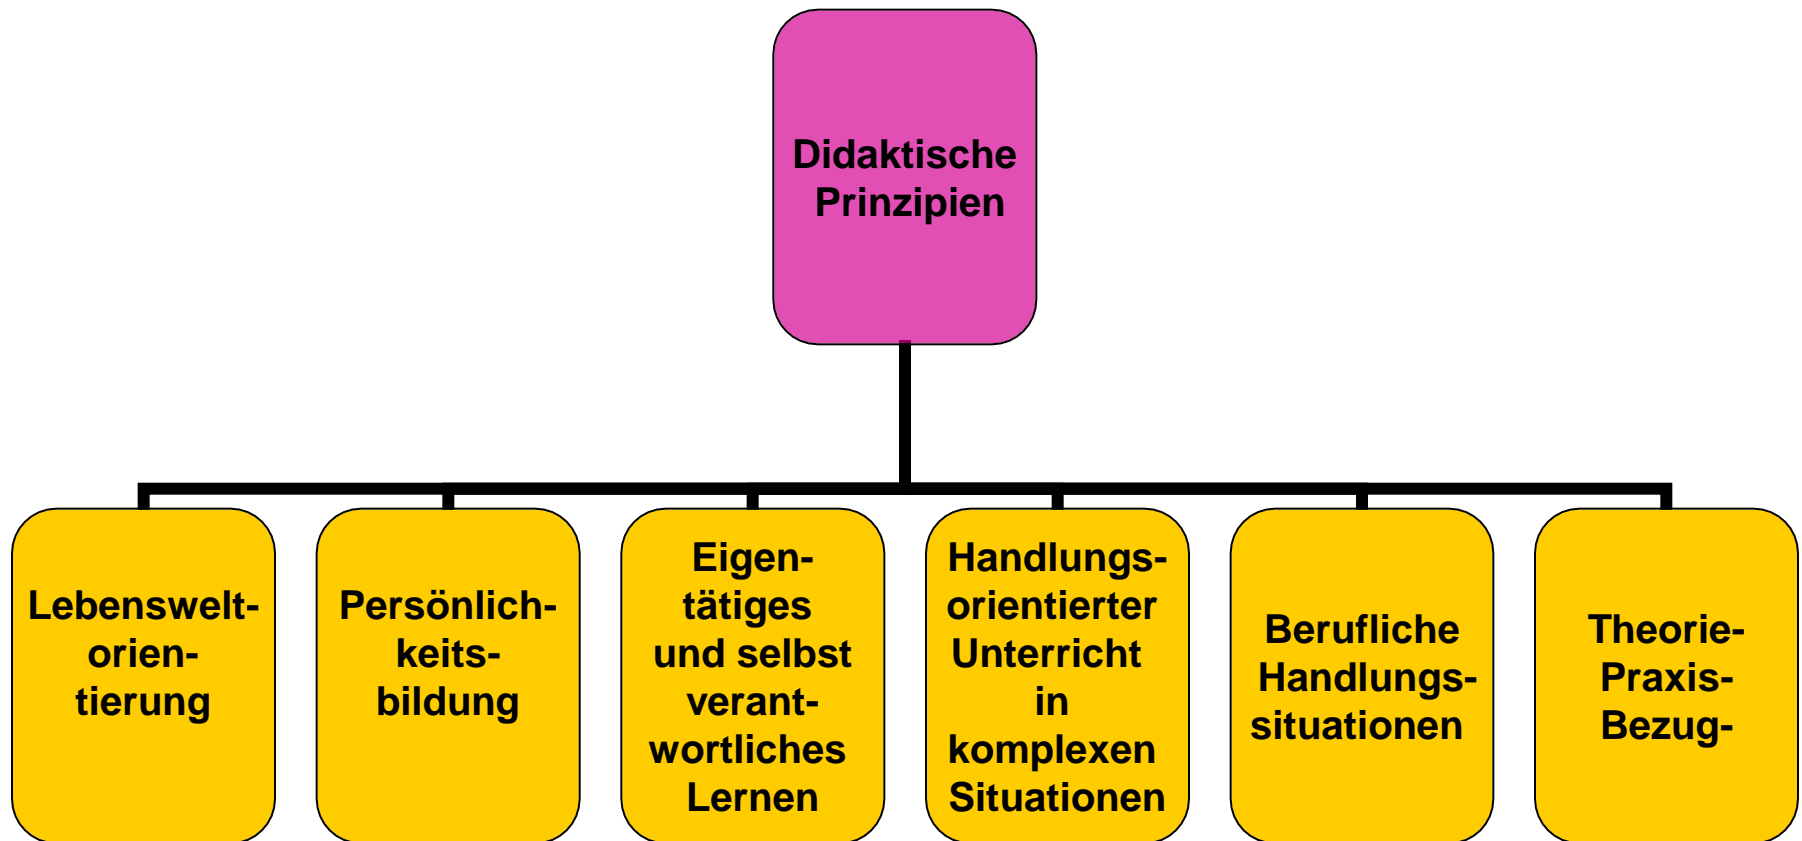 Didaktische
Prinzipien
Lebenswelt-
orien-
tierung
Persönlich-
keits-
bildung
Eigen-
tätiges
und selbst
verant-
wortliches
Lernen
Handlungs-
orientierter
Unterricht
in
komplexen
Situationen
Berufliche
Handlungs-
situationen
Theorie-
Praxis-
Bezug-